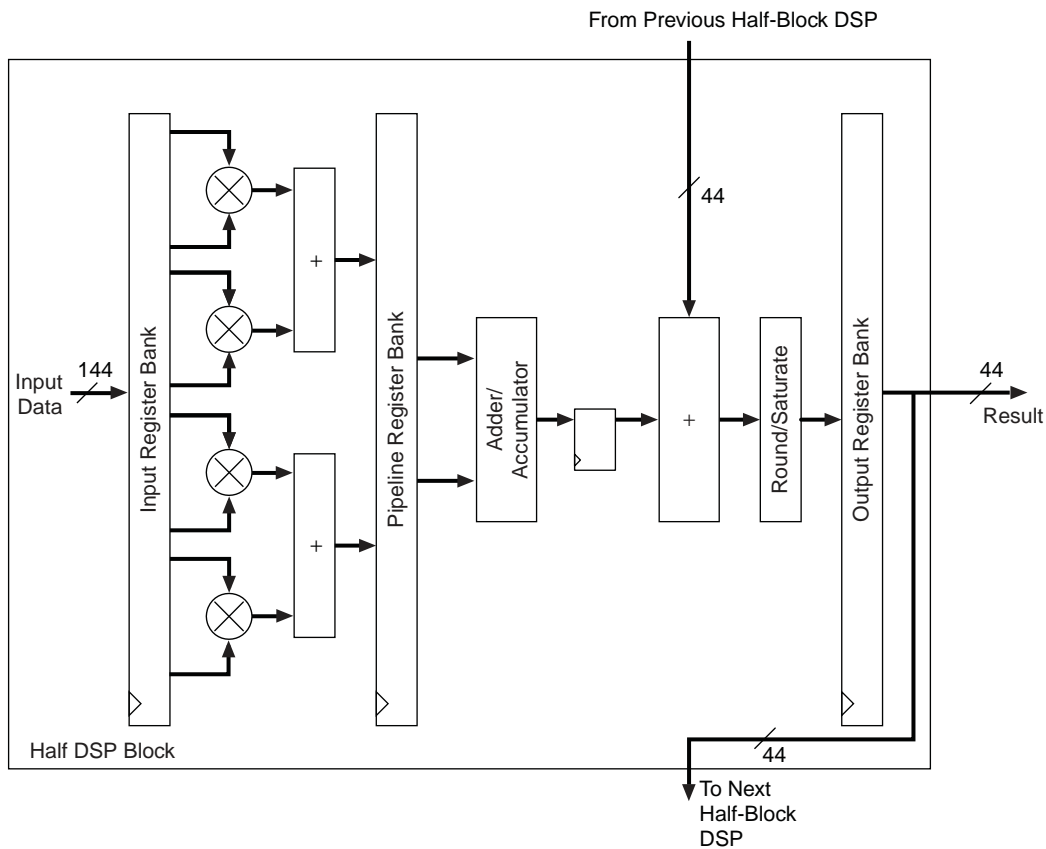 From Previous Half-Block DSP
44
144
Input
Data
Input Register Bank
+
+
Pipeline Register Bank
Adder/
Accumulator
+
Round/Saturate
Output Register Bank
44
Result
Half DSP Block
44
To Next
Half-Block
DSP